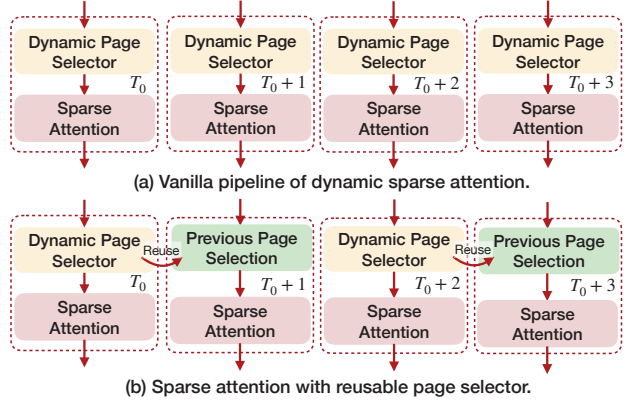 Dynamic Page Selector
Dynamic Page Selector
Dynamic Page Selector
Dynamic Page Selector
T₀
T₀ + 1
T₀ + 2
T₀ + 3
Sparse Attention
Sparse Attention
Sparse Attention
Sparse Attention
(a) Vanilla pipeline of dynamic sparse attention.
Dynamic Page Selector
Reuse
Previous Page Selection
Dynamic Page Selector
Reuse
Previous Page Selection
T₀
T₀ + 1
T₀ + 2
T₀ + 3
Sparse Attention
Sparse Attention
Sparse Attention
Sparse Attention
(b) Sparse attention with reusable page selector.